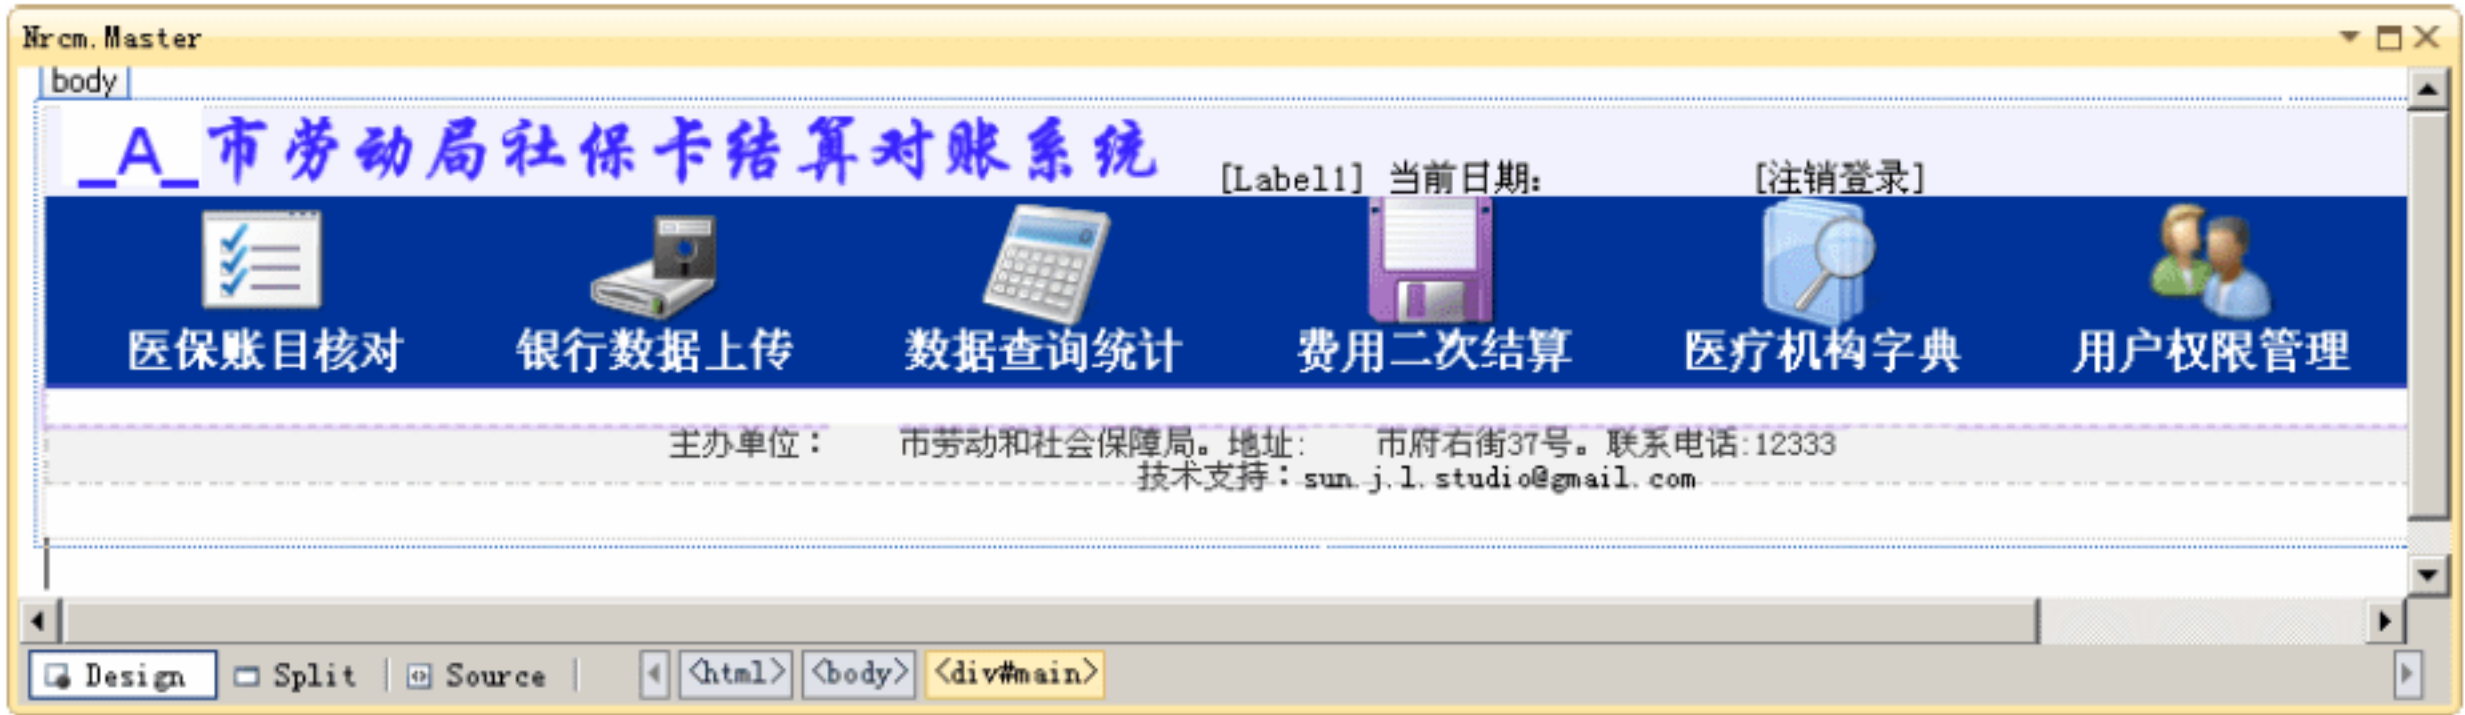 Nrcm.Master
body
_A_市劳动局社保卡结算对账系统 [Label1] 当前日期: [注销登录]
医保账目核对 银行数据上传 数据查询统计 费用二次结算 医疗机构字典 用户权限管理
主办单位： 市劳动和社会保障局。地址: 市府右街37号。联系电话:12333
技术支持：sun.j.l.studio@gmail.com
Design Split Source <html> <body> <div#main>